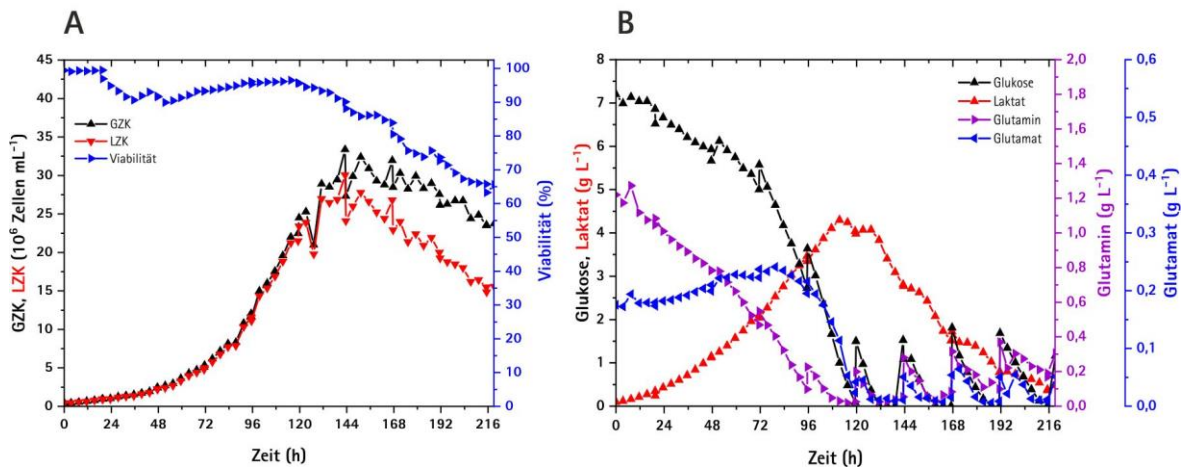 A
GZK, LZK (10⁶ Zellen mL⁻¹)
45
40
35
30
25
20
15
10
5
0
GZK
LZK
Viabilität
100
90
80
70
60
50
40
30
20
10
0
Viabilität (%)
0 24 48 72 96 120 144 168 192 216
Zeit (h)
B
Glukose, Laktat (g L⁻¹)
8
7
6
5
4
3
2
1
0
Glukose
Laktat
Glutamin
Glutamat
2,0
1,8
1,6
1,4
1,2
1,0
0,8
0,6
0,4
0,2
0,0
Glutamin (g L⁻¹)
0,6
0,5
0,4
0,3
0,2
0,1
0,0
Glutamat (g L⁻¹)
0 24 48 72 96 120 144 168 192 216
Zeit (h)